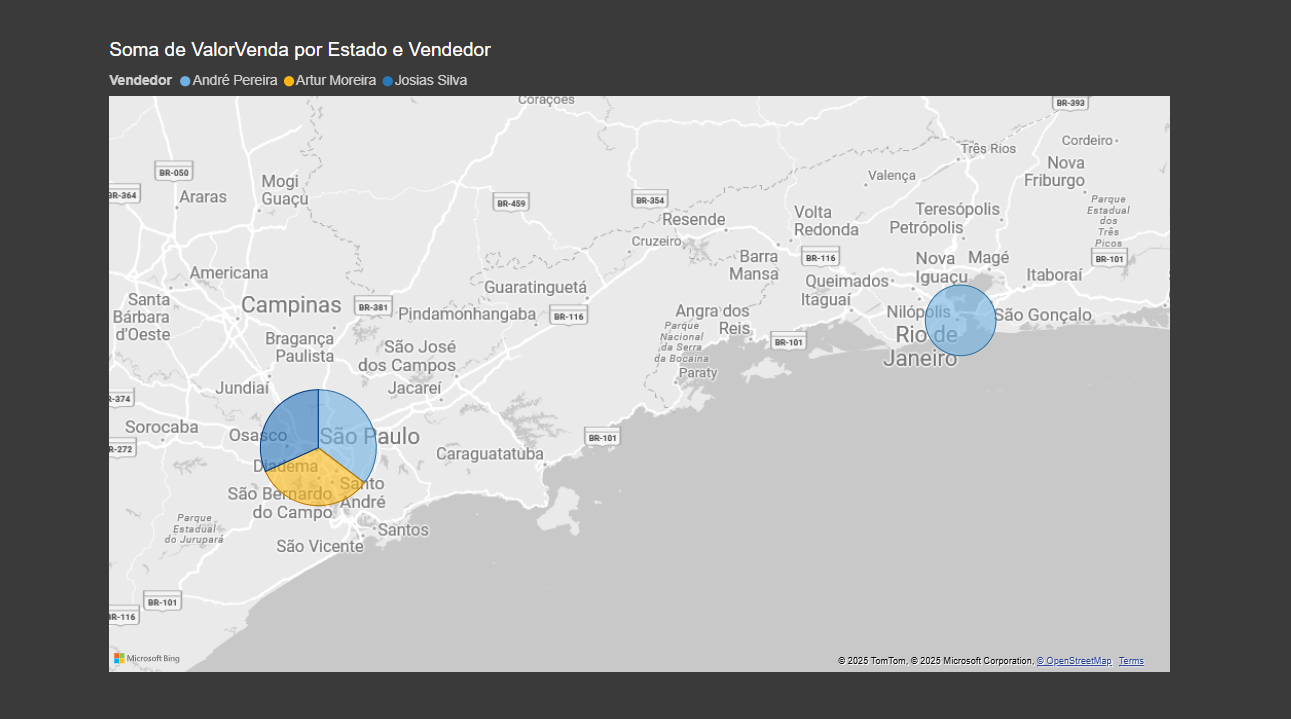 Soma de ValorVenda por Estado e Vendedor
Vendedor André Pereira Artur Moreira Josias Silva
Corações
BR-393
Cordeiro
Três Rios
BR-050
Mogi
Guaçu
Valença
Nova
Friburgo
BR-364
Araras
BR-459
BR-354
Parque
Estadual
dos
Três
Picos
Resende
Volta
Redonda
Teresópolis
Petrópolis
Cruzeiro
BR-116
BR-101
Barra
Mansa
Nova
Iguaçu
Magé
Americana
Itaboraí
Queimados
Guaratinguetá
Santa
Bárbara
d'Oeste
Campinas
BR-381
Itaguaí
Pindamonhangaba
BR-116
Angra dos
Reis
Nilópolis
São Gonçalo
Parque
Nacional
da Serra
da Bocaina
Rio de
Janeiro
Bragança
Paulista
BR-101
São José
dos Campos
Paraty
Jundiaí
Jacareí
BR-374
Sorocaba
Osasco
São Paulo
BR-101
BR-272
Caraguatatuba
Diadema
São Bernardo
do Campo
Santo
André
Parque
Estadual
do Jurupará
Santos
São Vicente
BR-101
BR-116
Microsoft Bing
© 2025 TomTom, © 2025 Microsoft Corporation, © OpenStreetMap Terms